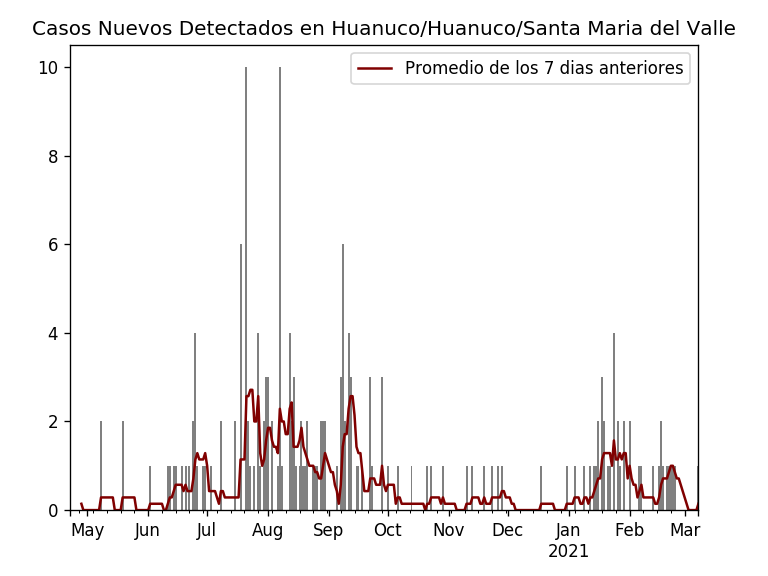 Casos Nuevos Detectados en Huanuco/Huanuco/Santa Maria del Valle
Promedio de los 7 dias anteriores
10
8
6
4
2
0
May Jun Jul Aug Sep Oct Nov Dec Jan Feb Mar
2021